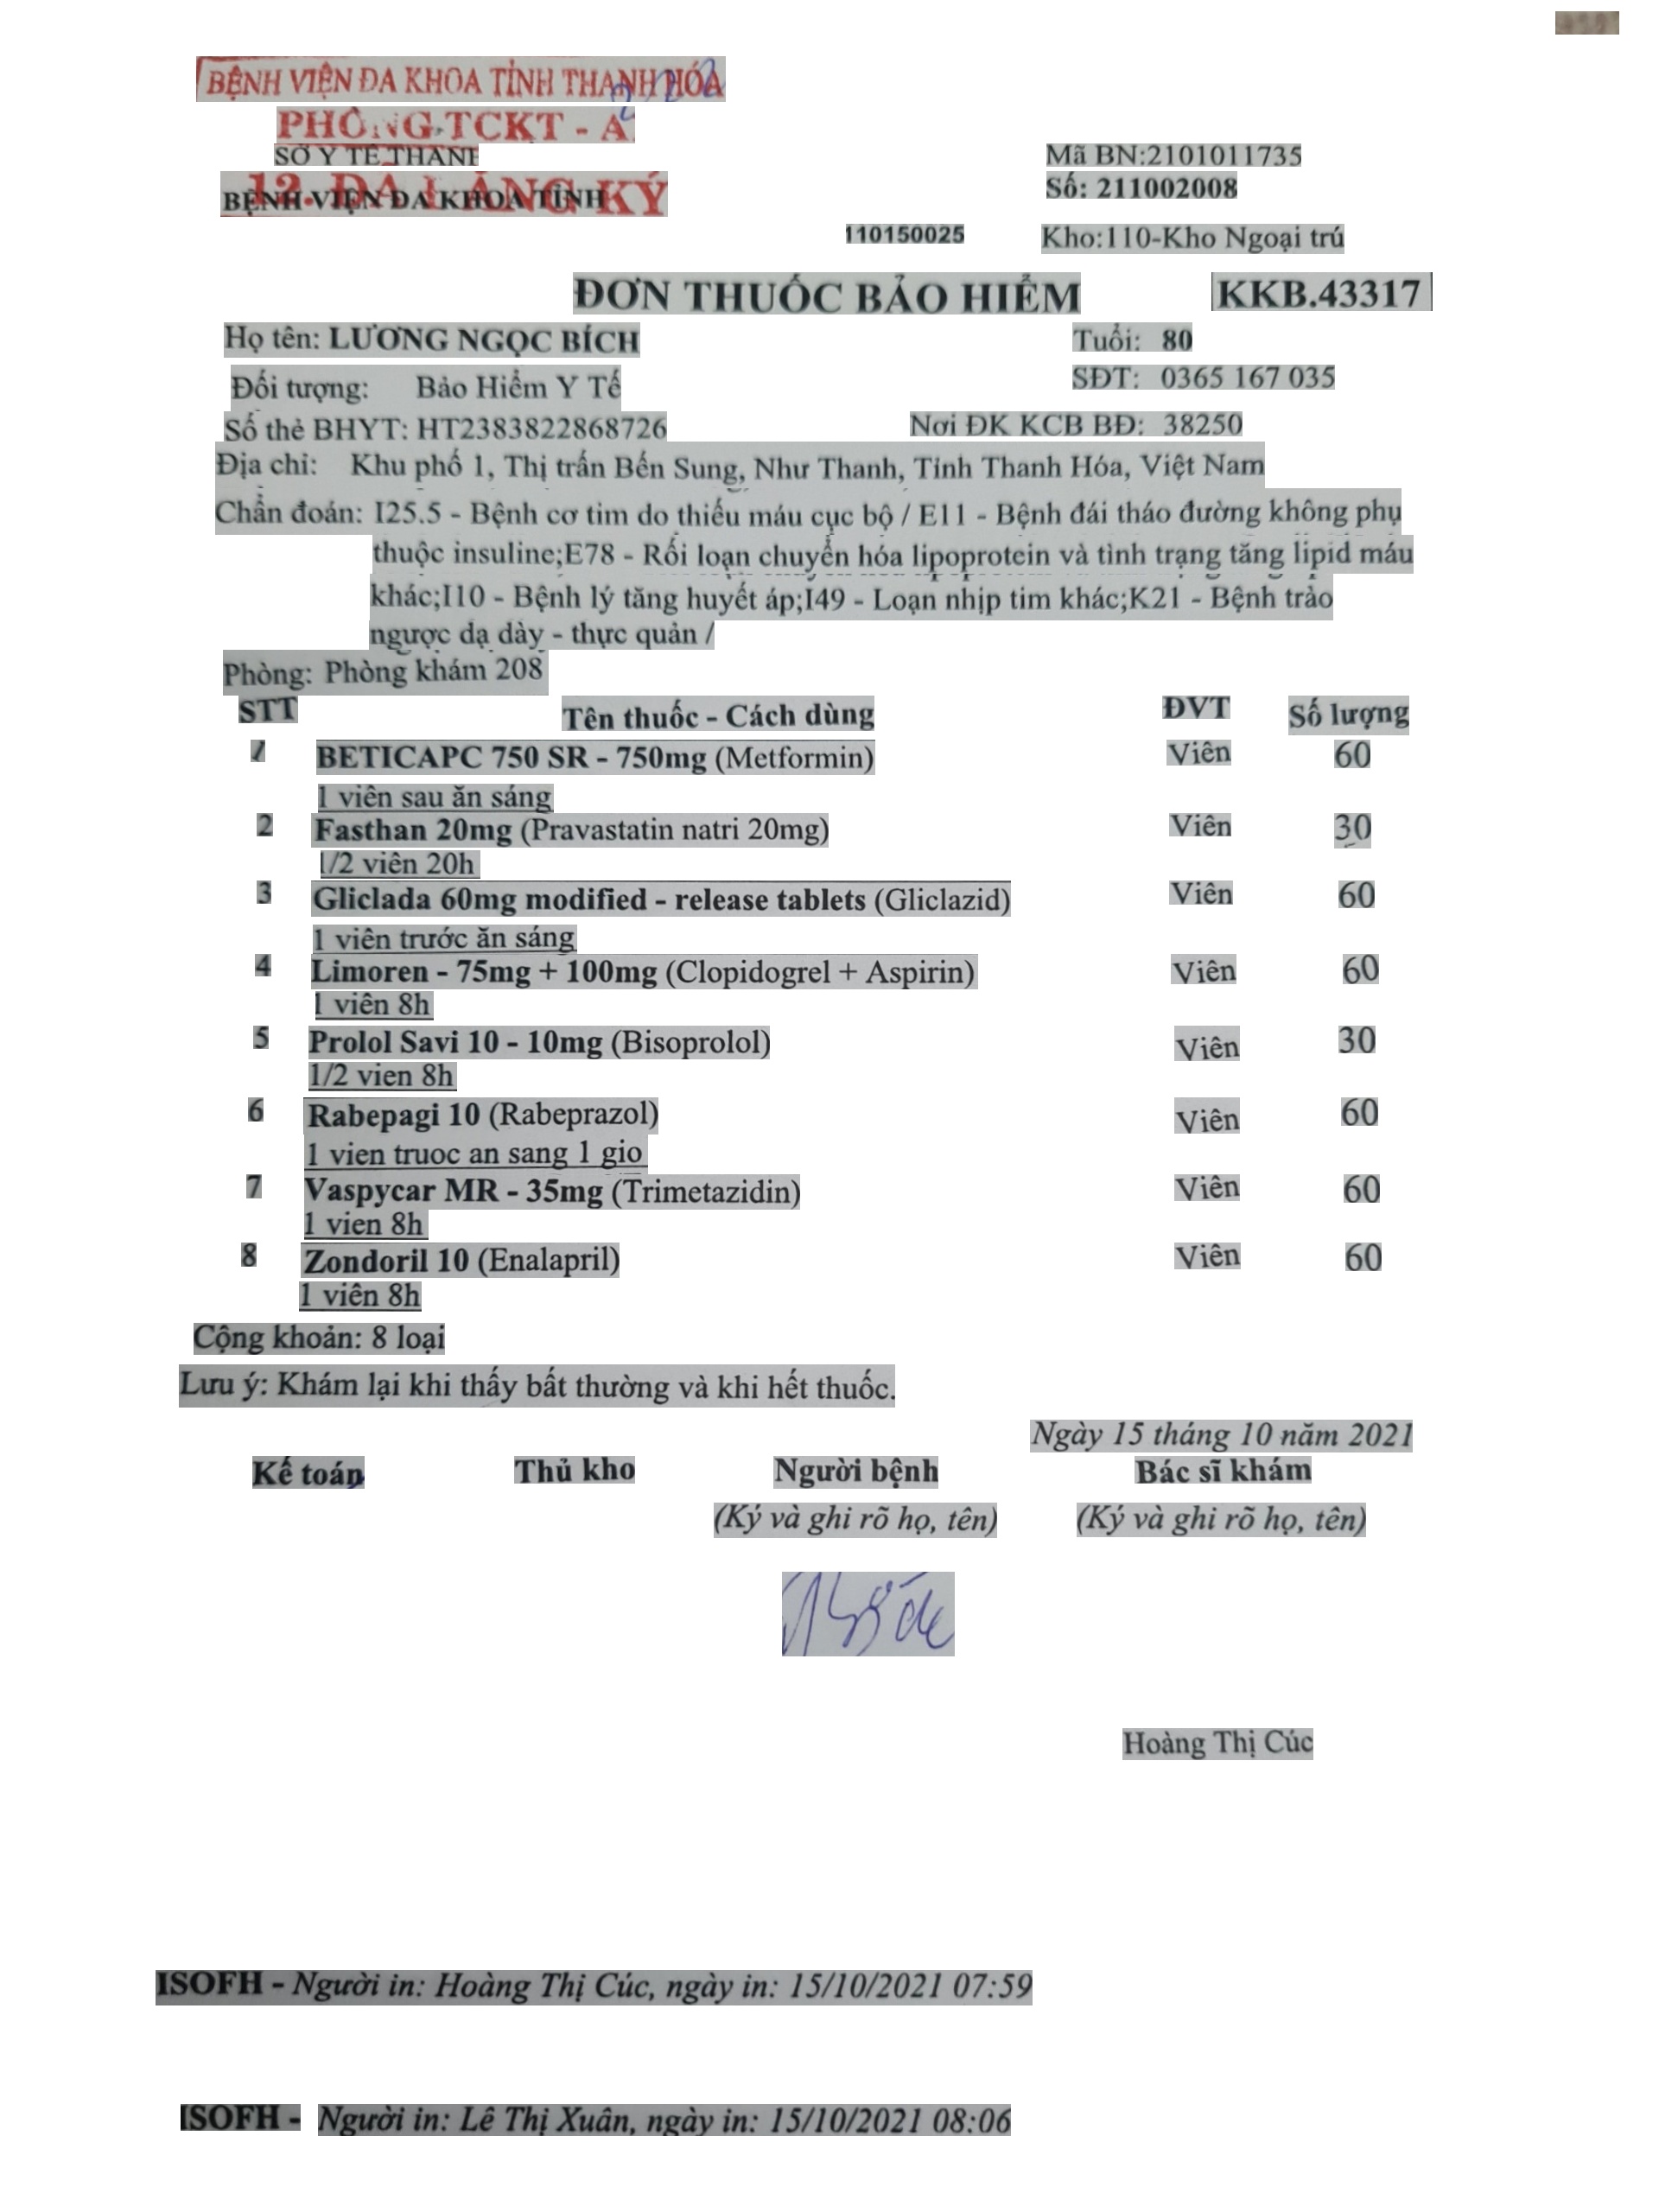 BỆNH VIỆN ĐA KHOA TỈNH THANH HÓA
PHÒNG TCKT - A
SỞ Y TẾ THANH
Mã BN:2101011735
12. ĐÃ ĐĂNG KÝ
BỆNH VIỆN ĐA KHOA TỈNH
Số: 211002008
110150025 Kho:110-Kho Ngoại trú
ĐƠN THUỐC BẢO HIỂM KKB.43317
Họ tên: LƯƠNG NGỌC BÍCH Tuổi: 80
Đối tượng: Bảo Hiểm Y Tế SĐT: 0365 167 035
Số thẻ BHYT: HT2383822868726 Nơi ĐK KCB BĐ: 38250
Địa chỉ: Khu phố 1, Thị trấn Bến Sung, Như Thanh, Tỉnh Thanh Hóa, Việt Nam
Chẩn đoán: I25.5 - Bệnh cơ tim do thiếu máu cục bộ / E11 - Bệnh đái tháo đường không phụ
thuộc insuline;E78 - Rối loạn chuyển hóa lipoprotein và tình trạng tăng lipid máu
khác;I10 - Bệnh lý tăng huyết áp;I49 - Loạn nhịp tim khác;K21 - Bệnh trào
ngược dạ dày - thực quản /
Phòng: Phòng khám 208
STT Tên thuốc - Cách dùng ĐVT Số lượng
1 BETICAPC 750 SR - 750mg (Metformin) Viên 60
1 viên sau ăn sáng
2 Fasthan 20mg (Pravastatin natri 20mg) Viên 30
1/2 viên 20h
3 Gliclada 60mg modified - release tablets (Gliclazid) Viên 60
1 viên trước ăn sáng
4 Limoren - 75mg + 100mg (Clopidogrel + Aspirin) Viên 60
1 viên 8h
5 Prolol Savi 10 - 10mg (Bisoprolol) Viên 30
1/2 vien 8h
6 Rabepagi 10 (Rabeprazol) Viên 60
1 vien truoc an sang 1 gio
7 Vaspycar MR - 35mg (Trimetazidin) Viên 60
1 vien 8h
8 Zondoril 10 (Enalapril) Viên 60
1 viên 8h
Cộng khoản: 8 loại
Lưu ý: Khám lại khi thấy bất thường và khi hết thuốc.
Ngày 15 tháng 10 năm 2021
Kế toán Thủ kho Người bệnh Bác sĩ khám
(Ký và ghi rõ họ, tên) (Ký và ghi rõ họ, tên)
Hoàng Thị Cúc
ISOFH - Người in: Hoàng Thị Cúc, ngày in: 15/10/2021 07:59
ISOFH - Người in: Lê Thị Xuân, ngày in: 15/10/2021 08:06